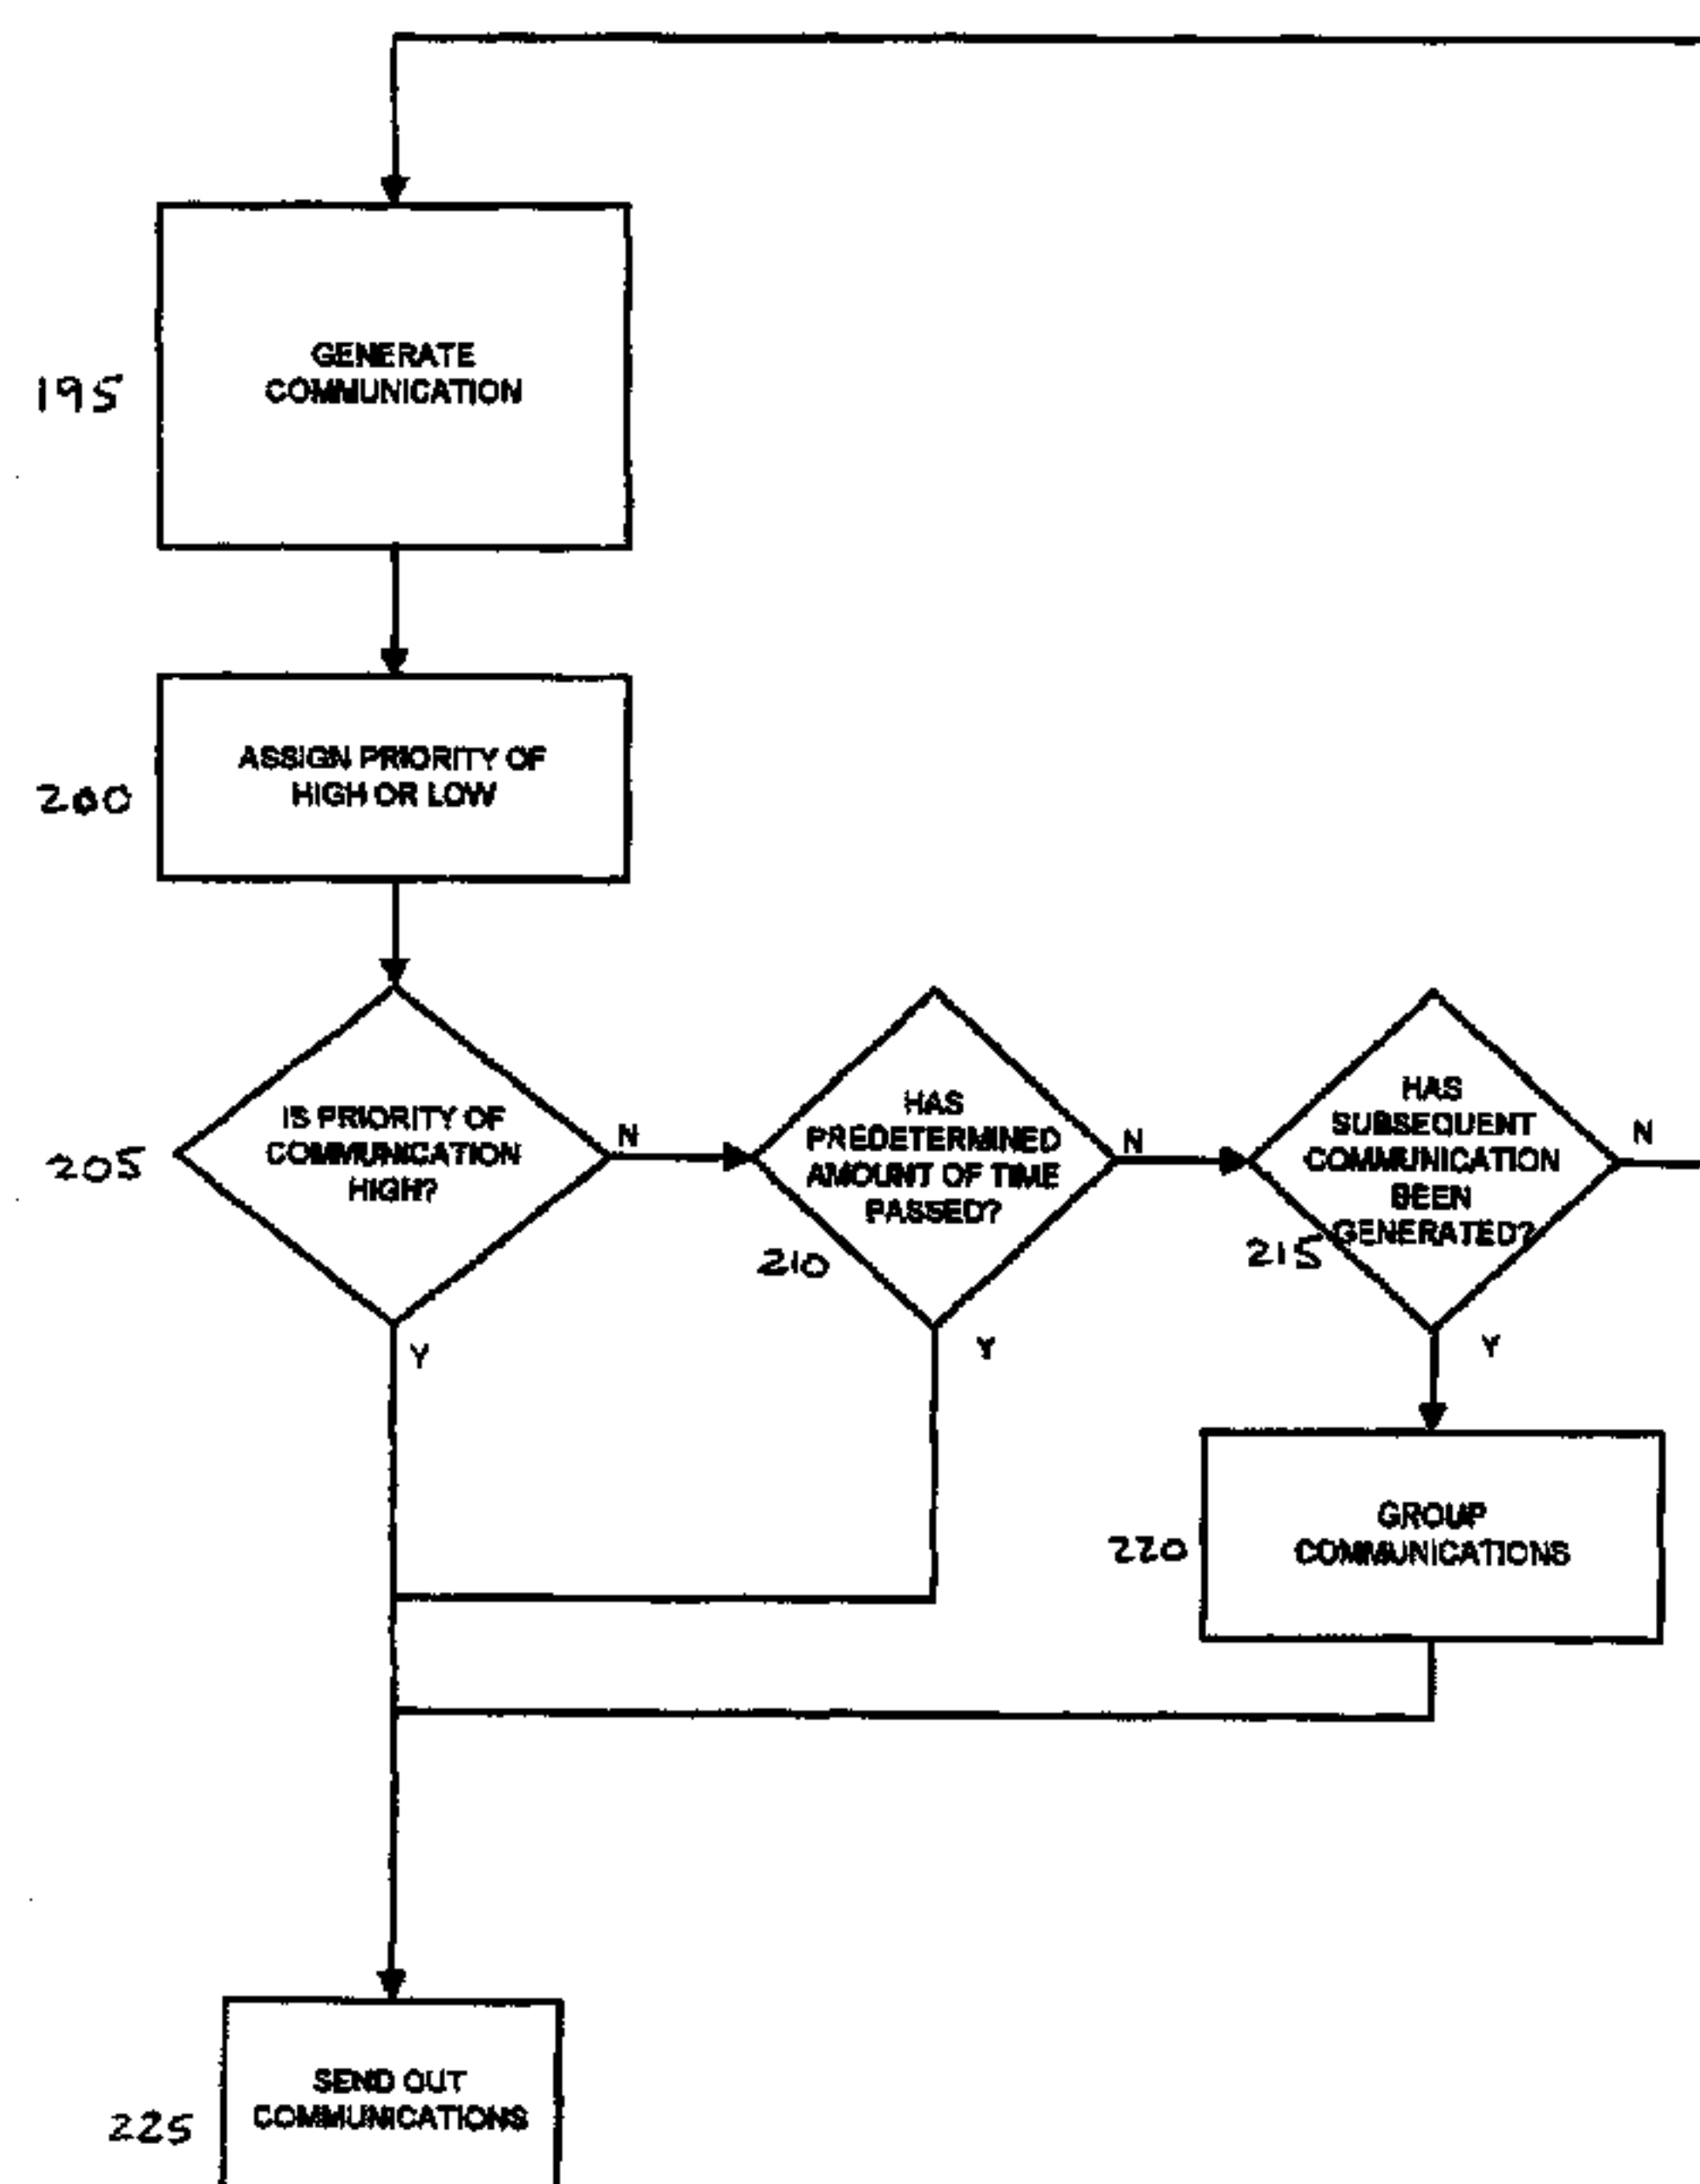 GENERATE
COMMUNICATION
195
ASSIGN PRIORITY OF
HIGH OR LOW
200
IS PRIORITY OF
COMMUNICATION
HIGH?
205
N
Y
HAS
PREDETERMINED
AMOUNT OF TIME
PASSED?
210
N
Y
HAS
SUBSEQUENT
COMMUNICATION
BEEN
GENERATED?
215
N
Y
GROUP
COMMUNICATIONS
220
SEND OUT
COMMUNICATIONS
225